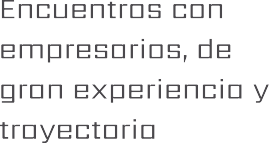 Encuentros con
empresarios, de
gran experiencia y
trayectoria